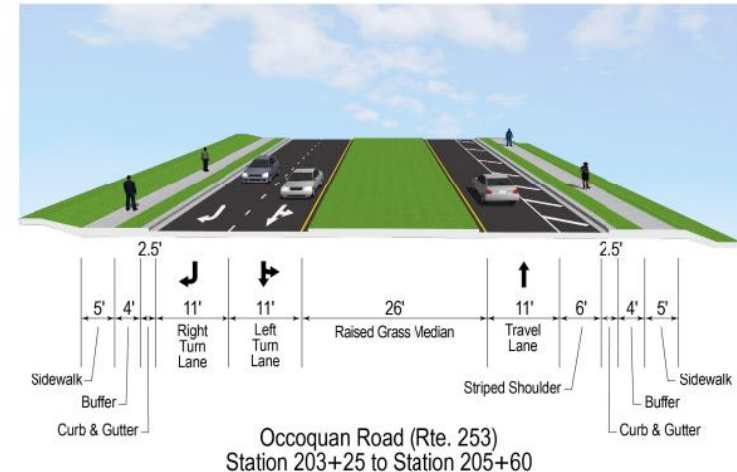 2.5' 2.5'
5' 4' 11' 11' 26' 11' 6' 4' 5'
Right
Turn
Lane
Left
Turn
Lane
Raised Grass Median
Travel
Lane
Sidewalk
Buffer
Curb & Gutter
Striped Shoulder
Sidewalk
Buffer
Curb & Gutter
Occoquan Road (Rte. 253)
Station 203+25 to Station 205+60